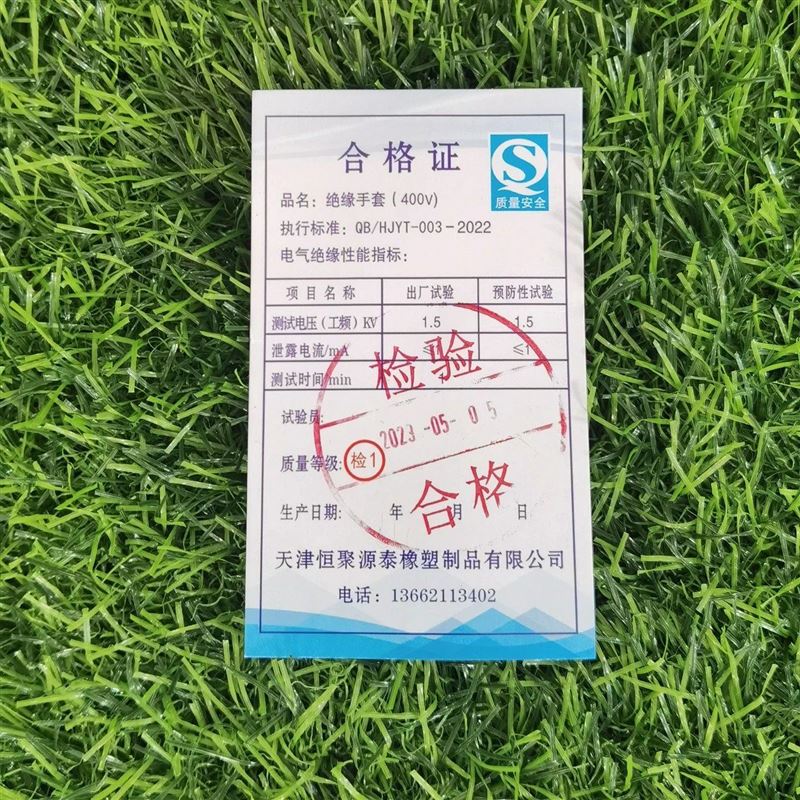 合格证
质量安全
品名：绝缘手套（400v）
执行标准：QB/HJYT-003-2022
电气绝缘性能指标：
项目名称 出厂试验 预防性试验
测试电压（工频）KV 1.5 1.5
泄露电流/mA ≤1
测试时间min
检验
试验员:
2023-05-05
质量等级: 检1
合格
生产日期: 年 月 日
天津恒聚源泰橡塑制品有限公司
电话：13662113402